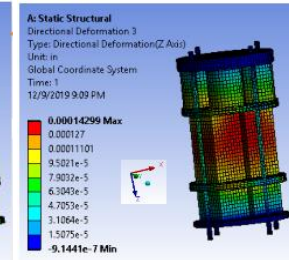 A: Static Structural
Directional Deformation 3
Type: Directional Deformation(Z Axis)
Unit: in
Global Coordinate System
Time: 1
12/9/2019 9:09 PM
0.00014299 Max
0.000127
0.00011101
9.5021e-5
7.9032e-5
6.3043e-5
4.7053e-5
3.1064e-5
1.5075e-5
-9.1441e-7 Min
X
Z